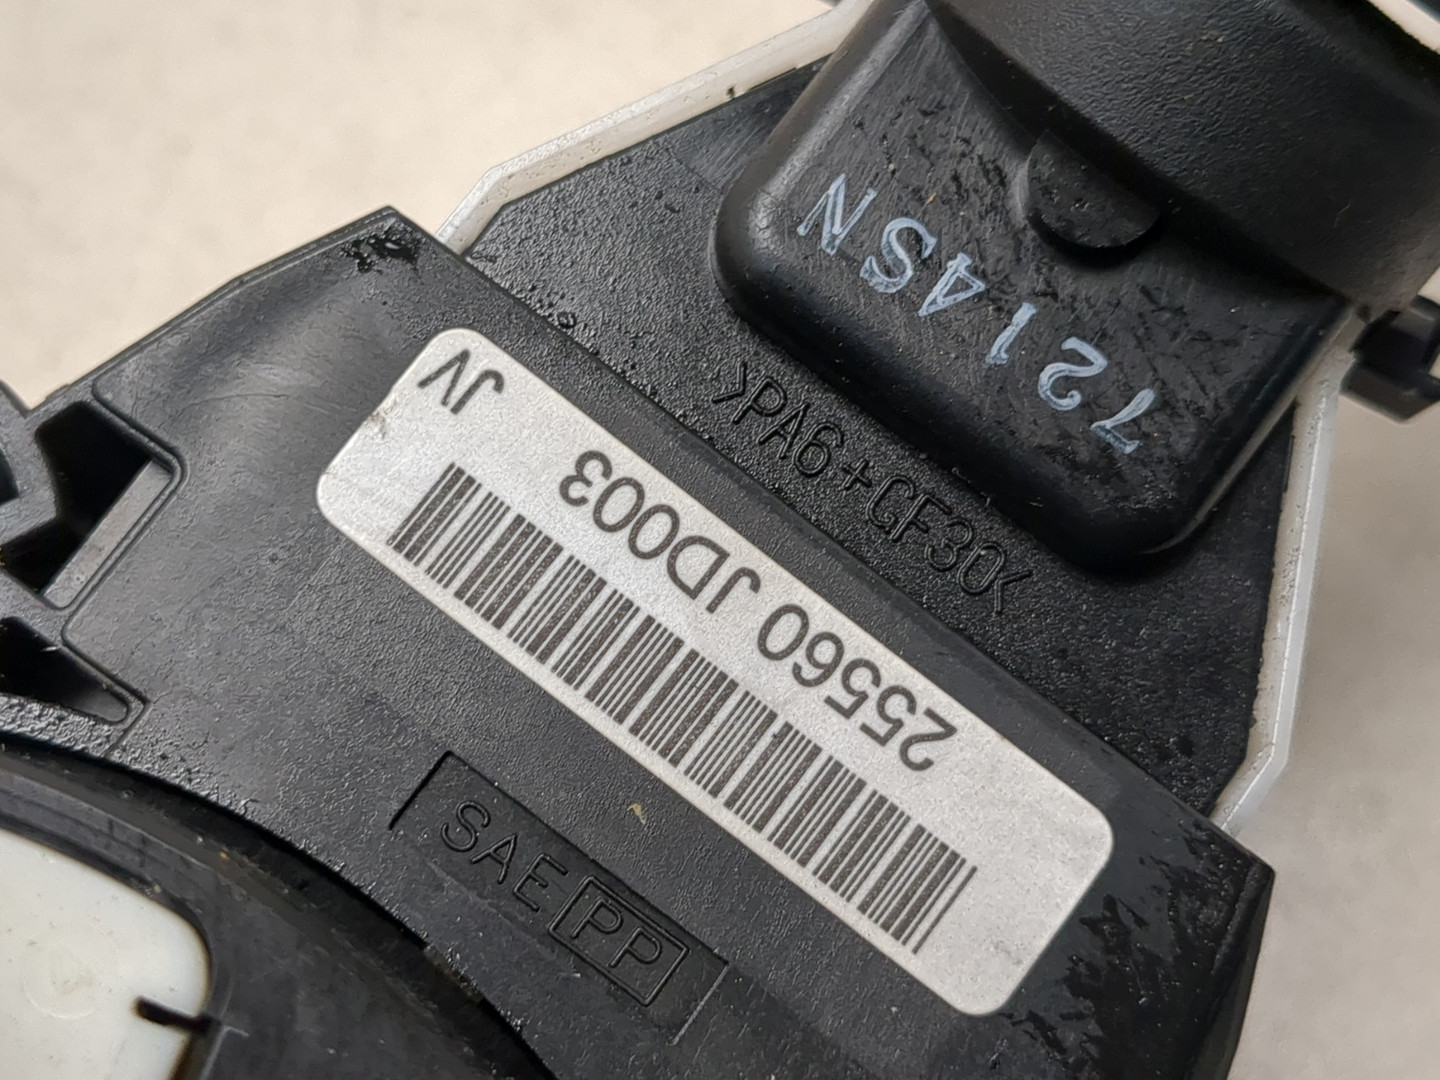 7214SN
>PA6+GF30<
25560 JD003
JV
SAE PP